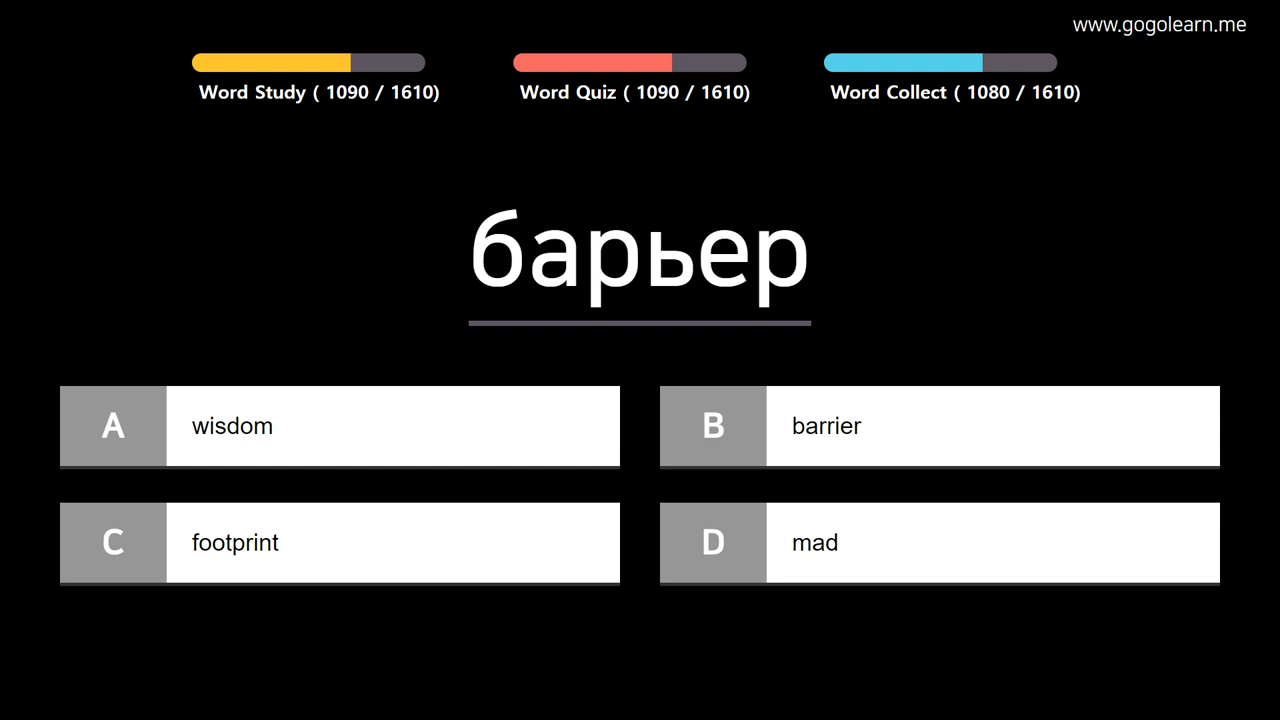 www.gogolearn.me
Word Study ( 1090 / 1610)
Word Quiz ( 1090 / 1610)
Word Collect ( 1080 / 1610)
барьер
A wisdom
B barrier
C footprint
D mad